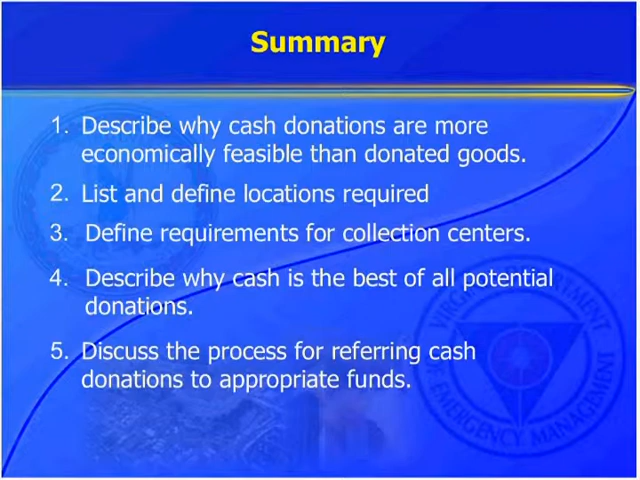 Summary
1. Describe why cash donations are more
economically feasible than donated goods.
2. List and define locations required
3. Define requirements for collection centers.
4. Describe why cash is the best of all potential
donations.
5. Discuss the process for referring cash
donations to appropriate funds.
EMERGENCY MANAGEMENT